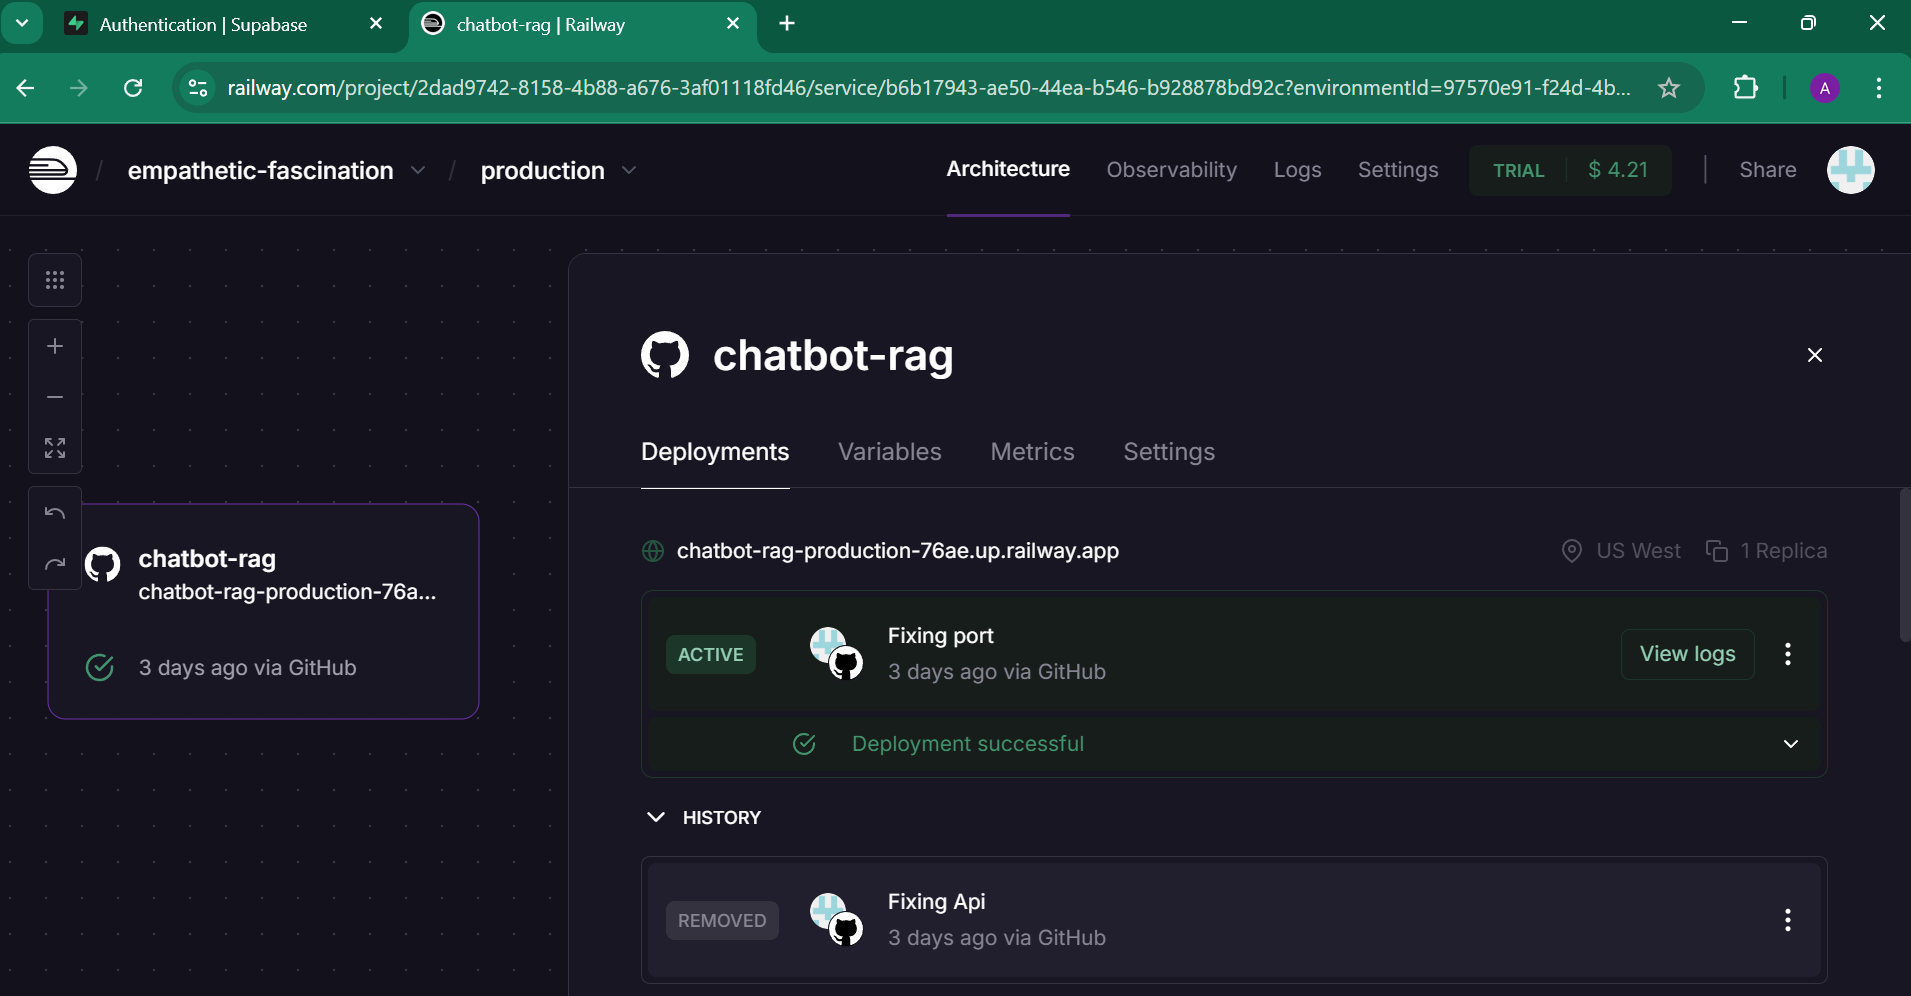 Authentication | Supabase
chatbot-rag | Railway
railway.com/project/2dad9742-8158-4b88-a676-3af01118fd46/service/b6b17943-ae50-44ea-b546-b928878bd92c?environmentId=97570e91-f24d-4b...
A
/ empathetic-fascination / production
Architecture Observability Logs Settings TRIAL $ 4.21 Share
chatbot-rag
Deployments Variables Metrics Settings
chatbot-rag-production-76ae.up.railway.app US West 1 Replica
chatbot-rag
chatbot-rag-production-76a...
3 days ago via GitHub
ACTIVE
Fixing port
3 days ago via GitHub
View logs
Deployment successful
HISTORY
REMOVED
Fixing Api
3 days ago via GitHub